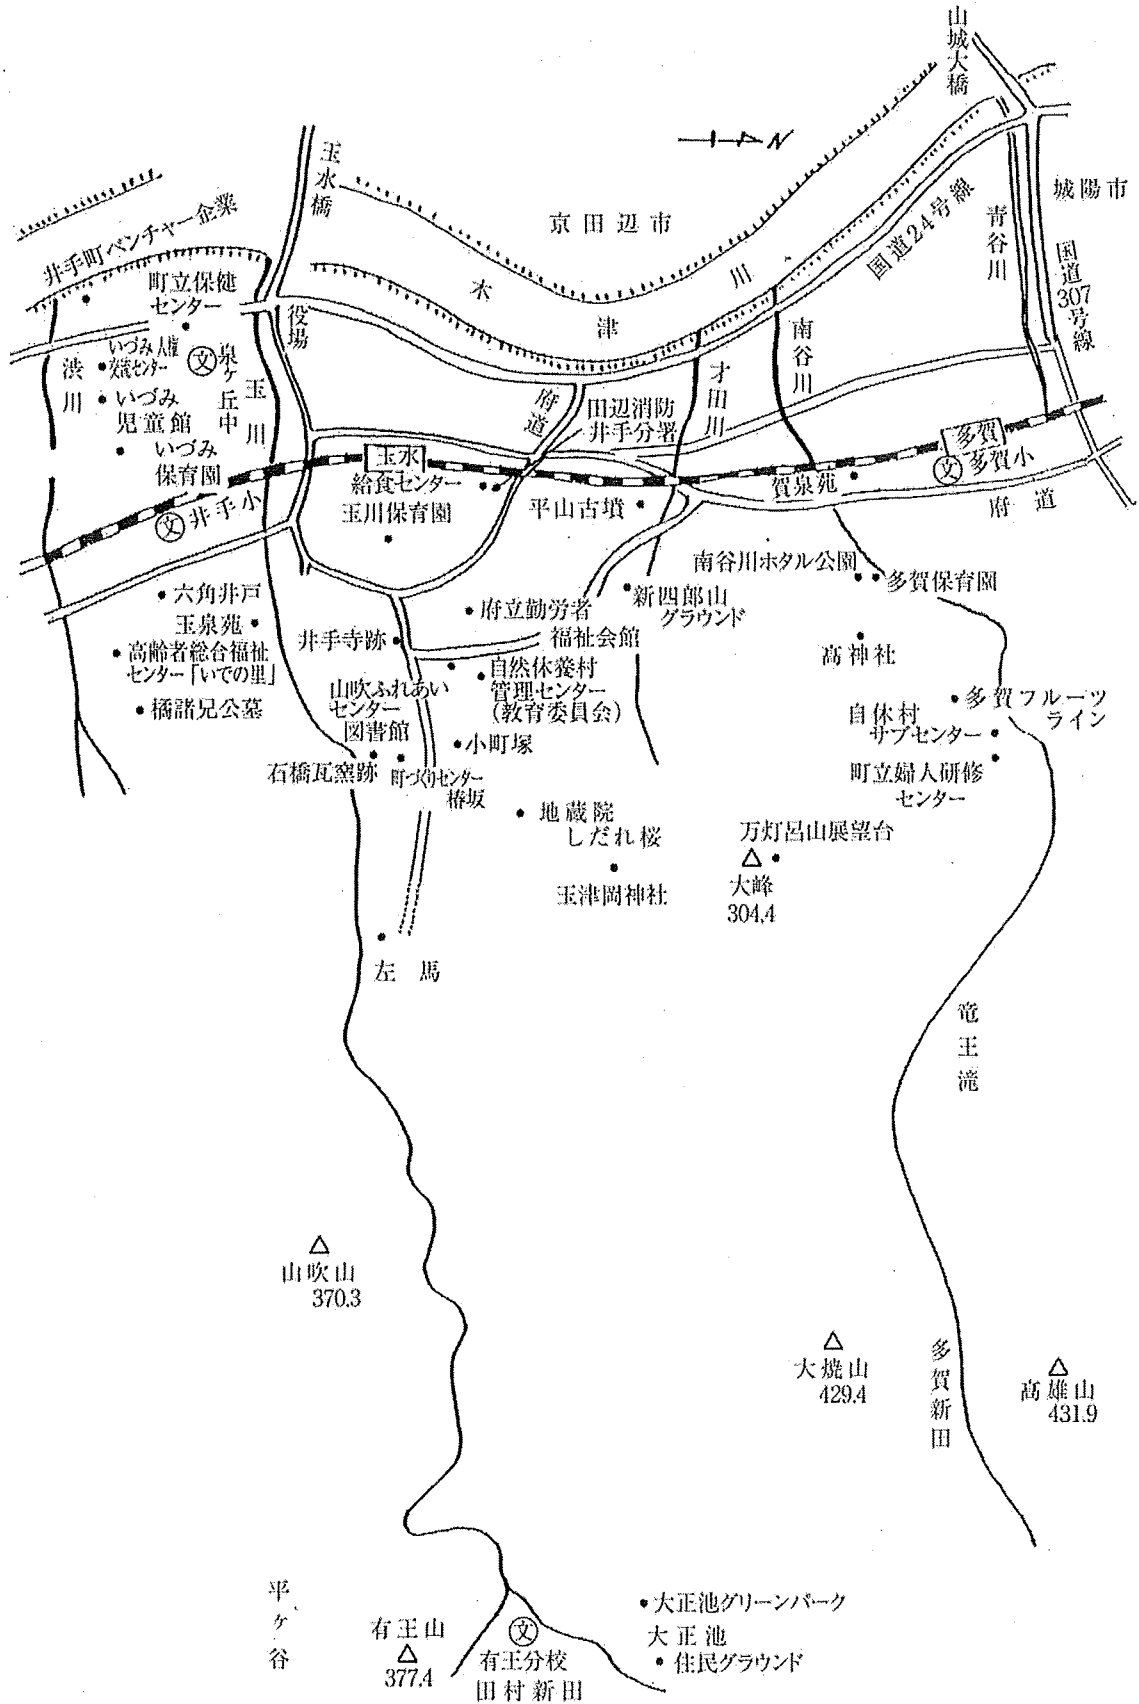 山城大橋
N
玉水橋
京田辺市
城陽市
井手町ベンチャー企業
国道24号線
青谷川
国道307号線
木津川
町立保健
センター
役場
南谷川
いづみ人権
交流センター
文
泉ヶ丘中
玉川
渋川
いづみ
児童館
府道
田辺消防
井手分署
才田川
いづみ
保育園
玉水
多賀
文
多賀小
給食センター
賀泉苑
府道
文
井手小
玉川保育園
平山古墳
南谷川ホタル公園
多賀保育園
六角井戸
玉泉苑
府立勤労者
福祉会館
新四郎山
グラウンド
井手寺跡
高神社
高齢者総合福祉
センター「いでの里」
自然休養村
管理センター
(教育委員会)
山吹ふれあい
センター
図書館
橘諸兄公墓
多賀フルーツ
ライン
自休村
サブセンター
小町塚
石橋瓦窯跡
町づくりセンター
椿坂
町立婦人研修
センター
地蔵院
しだれ桜
万灯呂山展望台
大峰
304.4
玉津岡神社
左馬
竜王滝
山吹山
370.3
大焼山
429.4
多賀新田
高雄山
431.9
平ヶ谷
有王山
377.4
文
有王分校
田村新田
大正池グリーンパーク
大正池
住民グラウンド